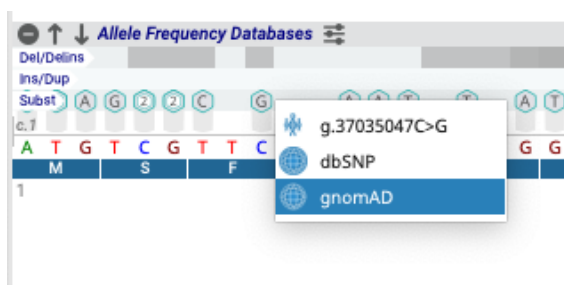 Allele Frequency Databases
Del/Delins
Ins/Dup
Subst A G 2 2 C G A A T T A T
c.1
g.37035047C>G
A T G T C G T T C G G
dbSNP
M S F
gnomAD
1